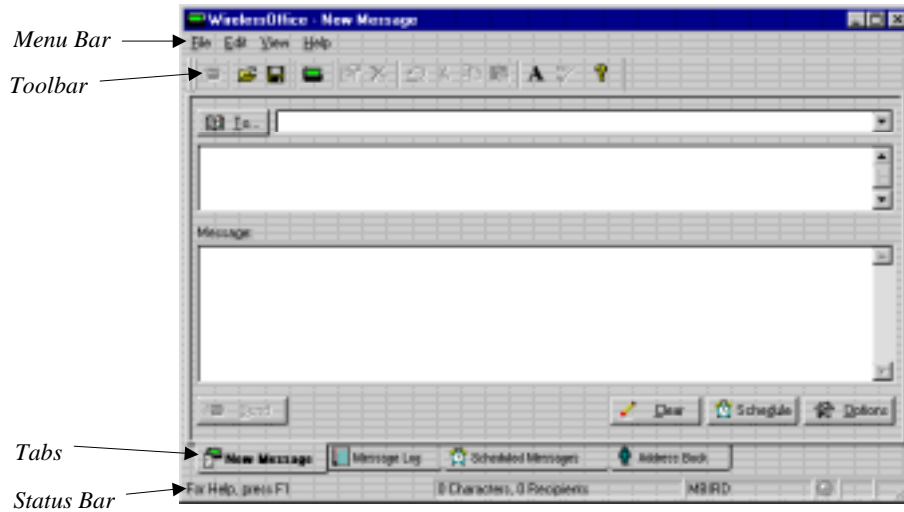 WirelessOffice - New Message
Menu Bar
File Edit View Help
Toolbar
To...
Message:
Send
Clear Schedule Options
Tabs
New Message Message Log Scheduled Messages Address Book
Status Bar
For Help, press F1 0 Characters, 0 Recipients MBIRD